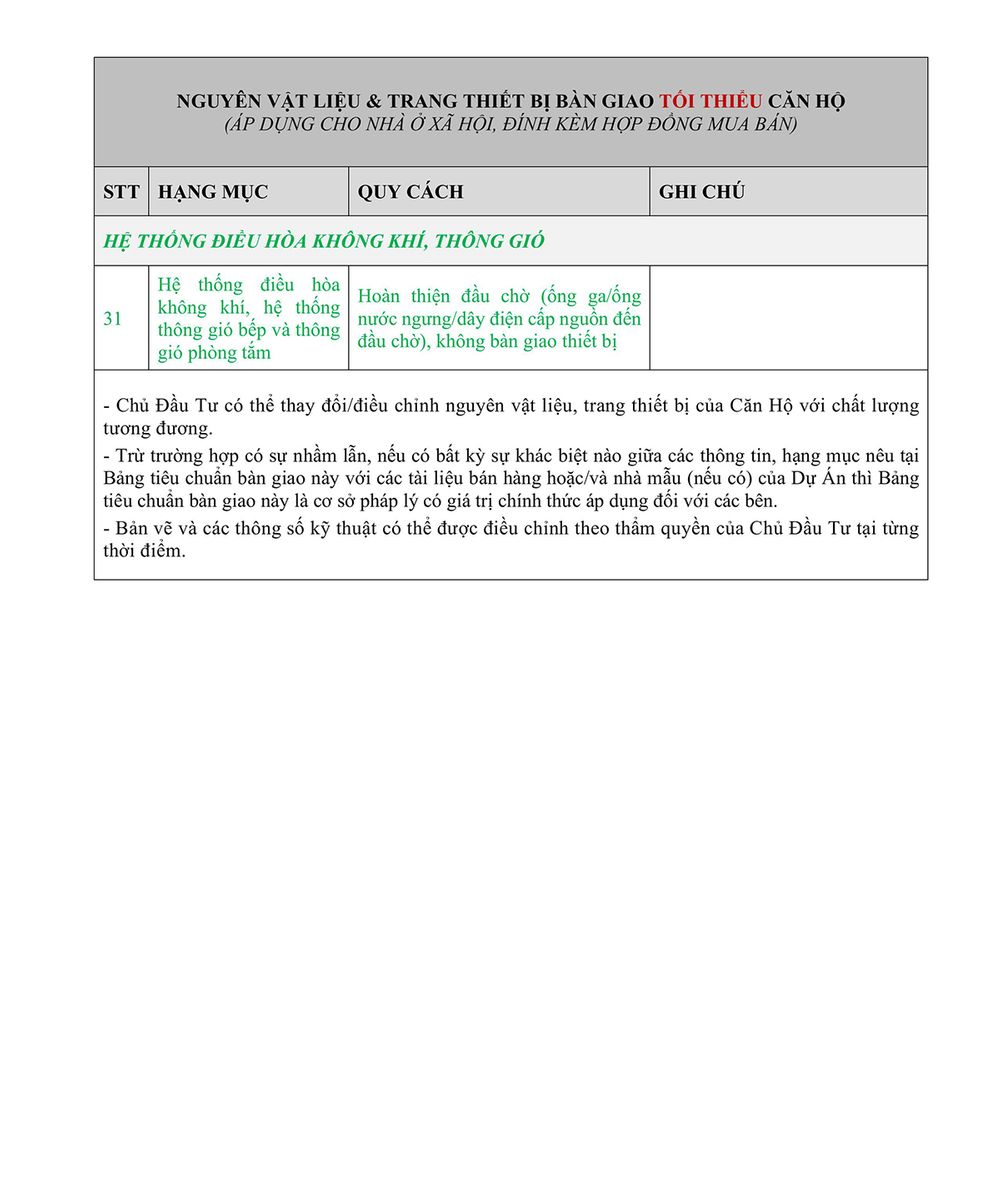 NGUYÊN VẬT LIỆU & TRANG THIẾT BỊ BÀN GIAO TỐI THIỂU CĂN HỘ
(ÁP DỤNG CHO NHÀ Ở XÃ HỘI, ĐÍNH KÈM HỢP ĐỒNG MUA BÁN)
STT HẠNG MỤC QUY CÁCH GHI CHÚ
HỆ THỐNG ĐIỀU HÒA KHÔNG KHÍ, THÔNG GIÓ
31
Hệ thống điều hòa
không khí, hệ thống
thông gió bếp và thông
gió phòng tắm
Hoàn thiện đầu chờ (ống ga/ống
nước ngưng/dây điện cấp nguồn đến
đầu chờ), không bàn giao thiết bị
- Chủ Đầu Tư có thể thay đổi/điều chỉnh nguyên vật liệu, trang thiết bị của Căn Hộ với chất lượng
tương đương.
- Trừ trường hợp có sự nhầm lẫn, nếu có bất kỳ sự khác biệt nào giữa các thông tin, hạng mục nêu tại
Bảng tiêu chuẩn bàn giao này với các tài liệu bán hàng hoặc/và nhà mẫu (nếu có) của Dự Án thì Bảng
tiêu chuẩn bàn giao này là cơ sở pháp lý có giá trị chính thức áp dụng đối với các bên.
- Bản vẽ và các thông số kỹ thuật có thể được điều chỉnh theo thẩm quyền của Chủ Đầu Tư tại từng
thời điểm.